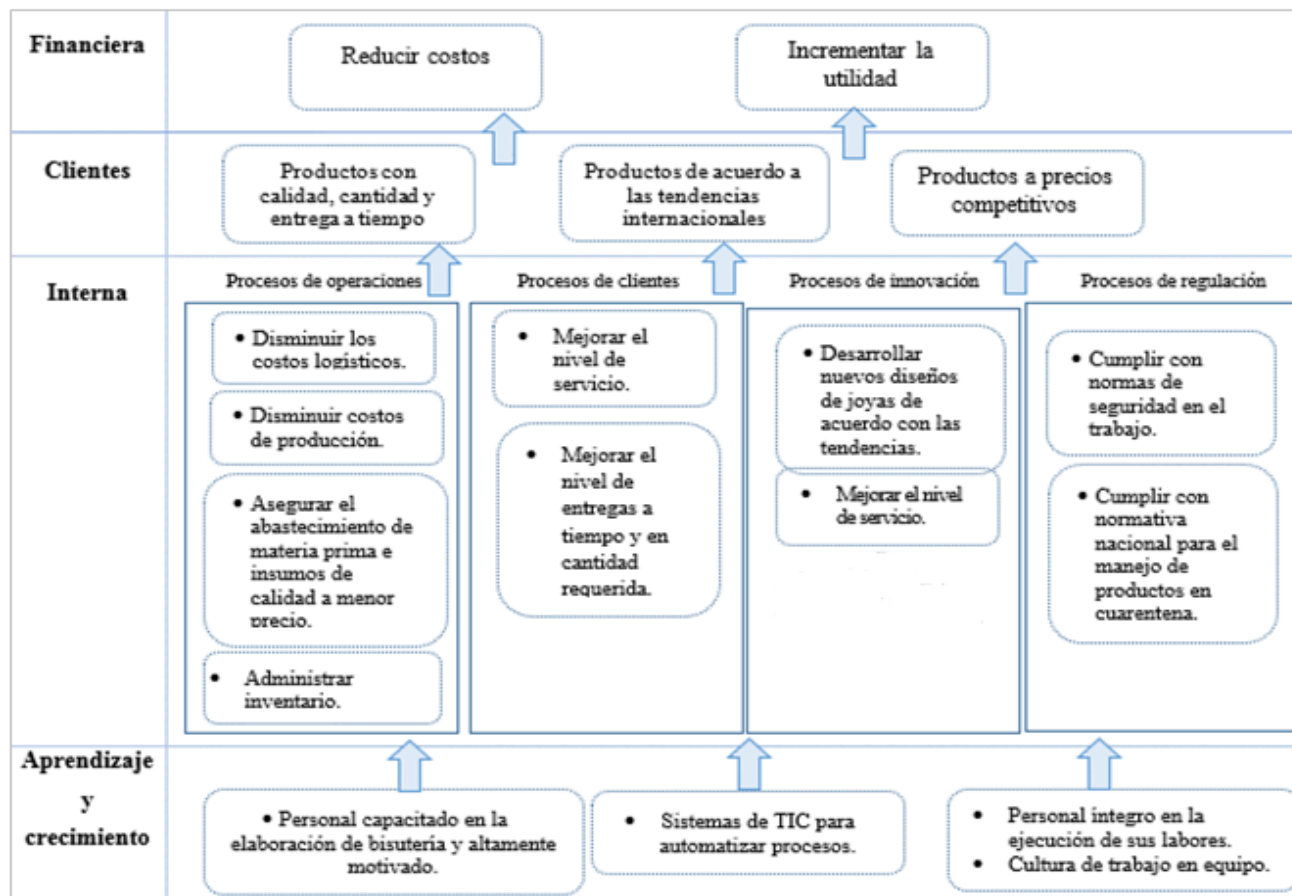 Financiera
Reducir costos
Incrementar la
utilidad
Clientes
Productos con
calidad, cantidad y
entrega a tiempo
Productos de acuerdo a
las tendencias
internacionales
Productos a precios
competitivos
Interna
Procesos de operaciones
• Disminuir los
costos logísticos.
• Disminuir costos
de producción.
• Asegurar el
abastecimiento de
materia prima e
insumos de
calidad a menor
precio.
• Administrar
inventario.
Procesos de clientes
• Mejorar el
nivel de
servicio.
• Mejorar el
nivel de
entregas a
tiempo y en
cantidad
requerida.
Procesos de innovación
• Desarrollar
nuevos diseños
de joyas de
acuerdo con las
tendencias.
• Mejorar el nivel
de servicio.
Procesos de regulación
• Cumplir con
normas de
seguridad en el
trabajo.
• Cumplir con
normativa
nacional para el
manejo de
productos en
cuarentena.
Aprendizaje
y
crecimiento
• Personal capacitado en la
elaboración de bisutería y altamente
motivado.
• Sistemas de TIC para
automatizar procesos.
• Personal íntegro en la
ejecución de sus labores.
• Cultura de trabajo en equipo.